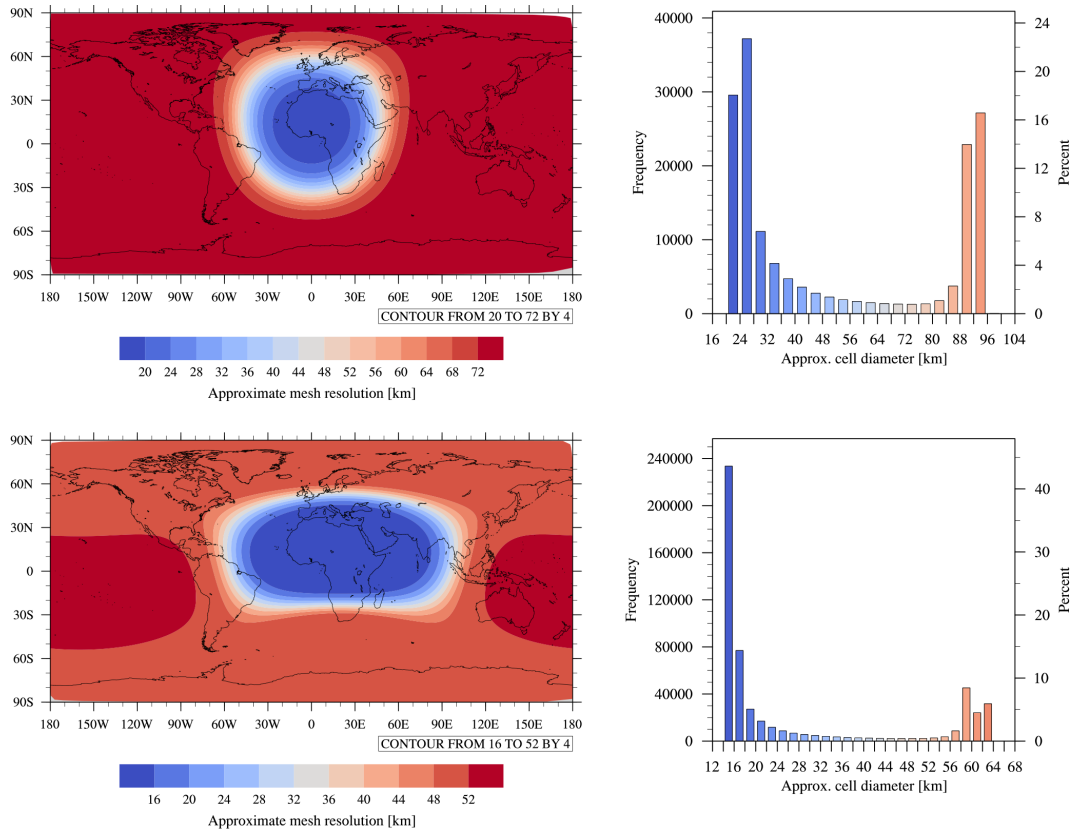 90N
60N
30N
0
30S
60S
90S
180 150W 120W 90W 60W 30W 0 30E 60E 90E 120E 150E 180
CONTOUR FROM 20 TO 72 BY 4
20 24 28 32 36 40 44 48 52 56 60 64 68 72
Approximate mesh resolution [km]
Frequency
40000
30000
20000
10000
0
24
20
16
12
8
4
0
Percent
16 24 32 40 48 56 64 72 80 88 96 104
Approx. cell diameter [km]
90N
60N
30N
0
30S
60S
90S
180 150W 120W 90W 60W 30W 0 30E 60E 90E 120E 150E 180
CONTOUR FROM 16 TO 52 BY 4
16 20 24 28 32 36 40 44 48 52
Approximate mesh resolution [km]
Frequency
240000
200000
160000
120000
80000
40000
0
40
30
20
10
0
Percent
12 16 20 24 28 32 36 40 44 48 52 56 60 64 68
Approx. cell diameter [km]